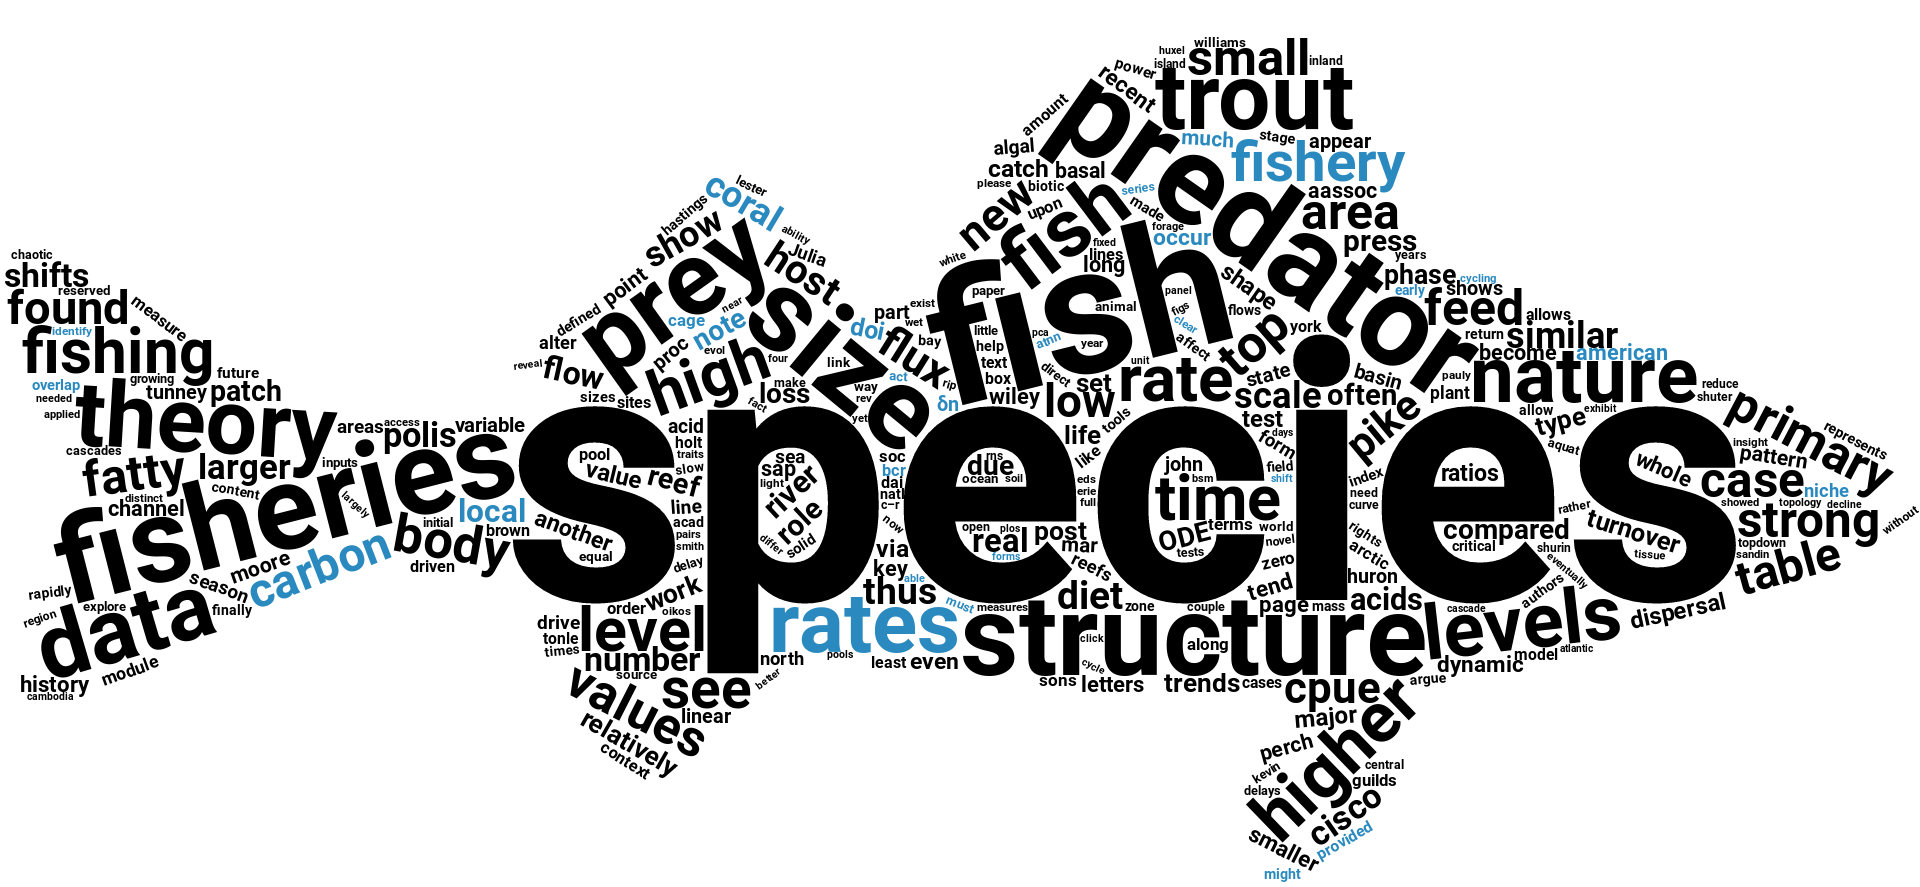 williams
huxel
small
inland
island
power
recent
trout
amount
predator
much
stage
appear
algal
fishery
catch
basal
please
biotic
series
aassoc
new
upon
fish
made
area
forage
occur
press
fixed
lines
long
years
white
fish
shape
phase
cycling
early
shows
feed
coral
lester
hastings
ability
show
Julia
prey
host
point
near
cage
note
size
defined
alter
proc
evol
high
four
reveal
flow
sizes
sites
loss
make
fact
link
way
rev
yet
act
doi
flux
part
exist
wet
bay
rip
δn
paper
little
help
text
box
wiley
pca
atnn
year
animal
panel
figs
clear
affect
flows
direct
unit
set
low
rate
top
york
state
scale
often
basin
tools
test
pauly
plant
nature
return
similar
allows
become
american
reduce
shuter
primary
represents
chaotic
shifts
reserved
found
measure
identify
fishing
overlap
growing
future
needed
tunney
patch
applied
theory
areas
access
polis
variable
cascades
fatty
larger
inputs
content
distinct
channel
largely
fisheries
local
initial
brown
body
driven
carbon
moore
season
rapidly
explore
finally
region
data
history
module
cambodia
species
acid
holt
traits
slow
pool
value
reef
line
acad
pairs
smith
another
equal
delay
work
order
oikos
sea
sap
light
river
role
differ
solid
soc
bcr
dai
nath
c–r
now
via
key
able
thus
due
rns
ocean
soil
open
plos
real
post
forms
mar
reefs
life
like
eds
erie
full
john
bsm
time
ODE
terms
tests
form
days
field
shift
world
novel
zero
tend
pike
index
need
curve
rights
arctic
huron
acids
ratios
compared
critical
shurin
allow
type
exhibit
aquat
rather
whole
turnover
tissue
eventually
authors
insight
pattern
case
niche
showed
topology
decline
strong
without
topdown
sandin
table
dispersal
drive
tonle
times
level
number
source
values
see
linear
relatively
context
north
better
rates
must
measures
pools
least
even
structure
diet
zone
couple
page
mass
click
along
cycle
sons
letters
trends
cases
cpue
cascade
levels
dynamic
model
atlantic
argue
major
higher
perch
kevin
central
guilds
delays
cisco
smaller
provided
might